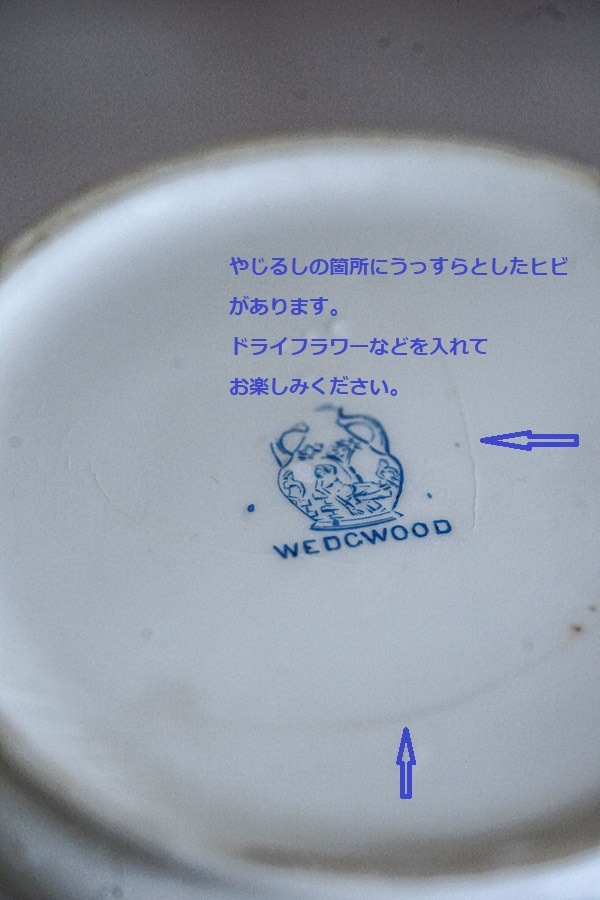 やじるしの箇所にうっすらとしたヒビ
があります。
ドライフラワーなどを入れて
お楽しみください。
WEDGWOOD